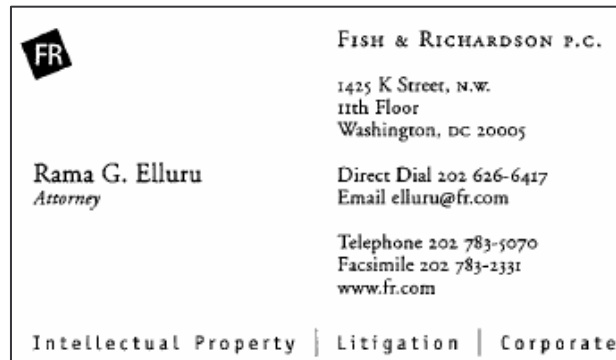 FR
FISH & RICHARDSON P.C.
1425 K Street, N.W.
11th Floor
Washington, DC 20005
Rama G. Elluru
Attorney
Direct Dial 202 626-6417
Email elluru@fr.com
Telephone 202 783-5070
Facsimile 202 783-2331
www.fr.com
Intellectual Property | Litigation | Corporate